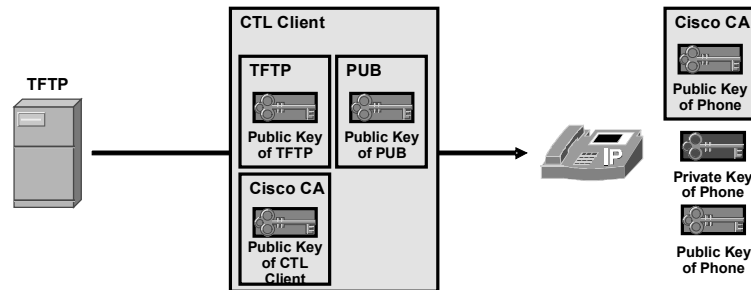 TFTP
CTL Client
TFTP
Public Key
of TFTP
PUB
Public Key
of PUB
Cisco CA
Public Key
of CTL
Client
IP
Cisco CA
Public Key
of Phone
Private Key
of Phone
Public Key
of Phone